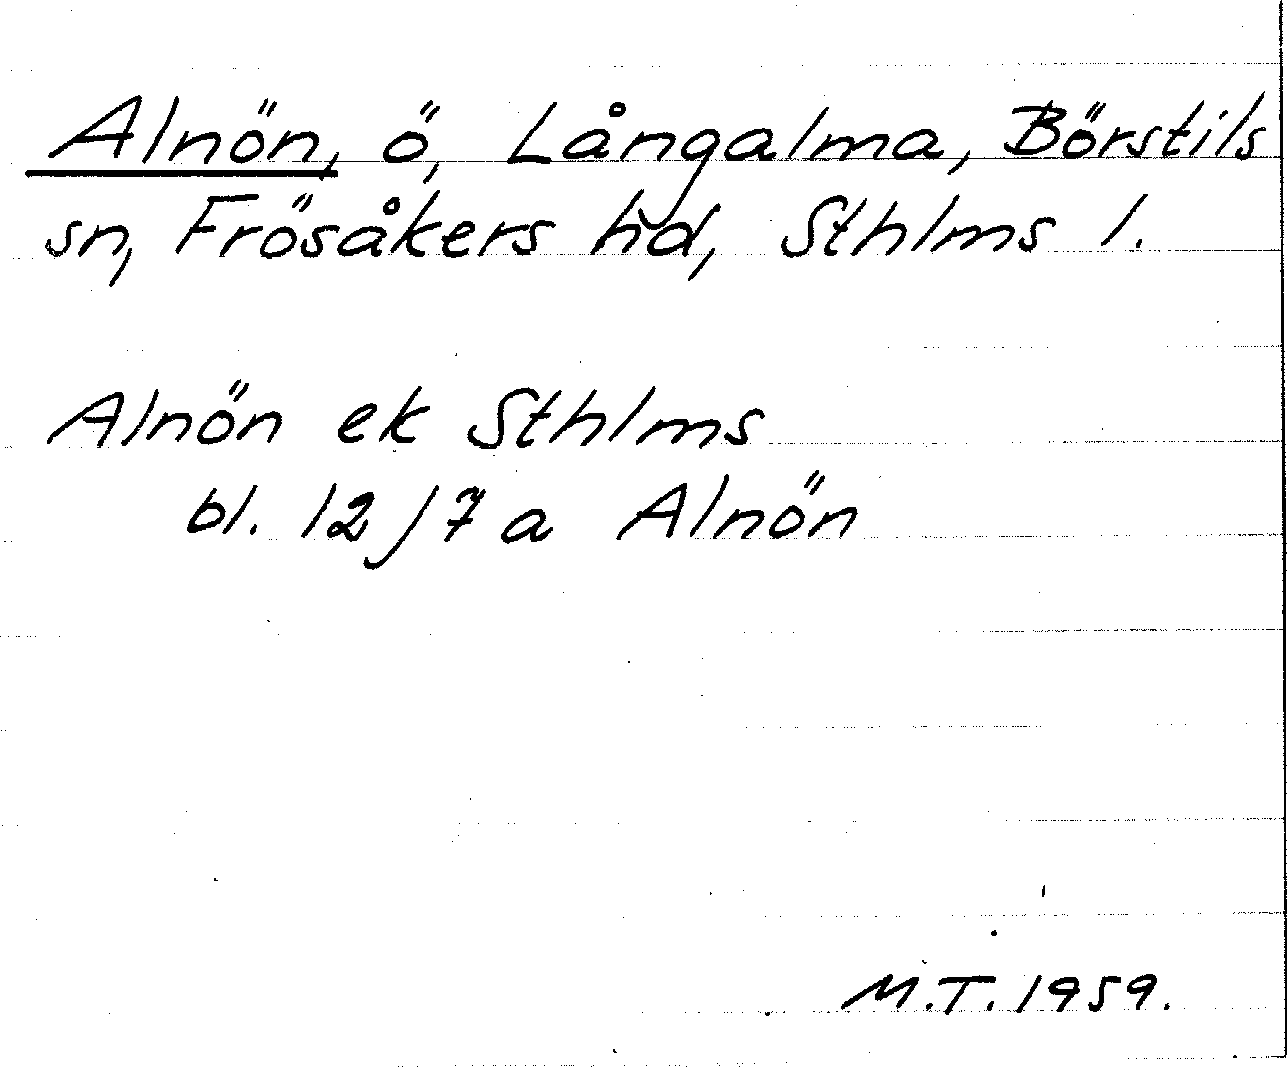 Alnön, ö, Långalma, Börstils
sn, Frösåkers hd, Sthlms l.
Alnön ek Sthlms
bl. 12 J 7 a Alnön
M.T. 1959.